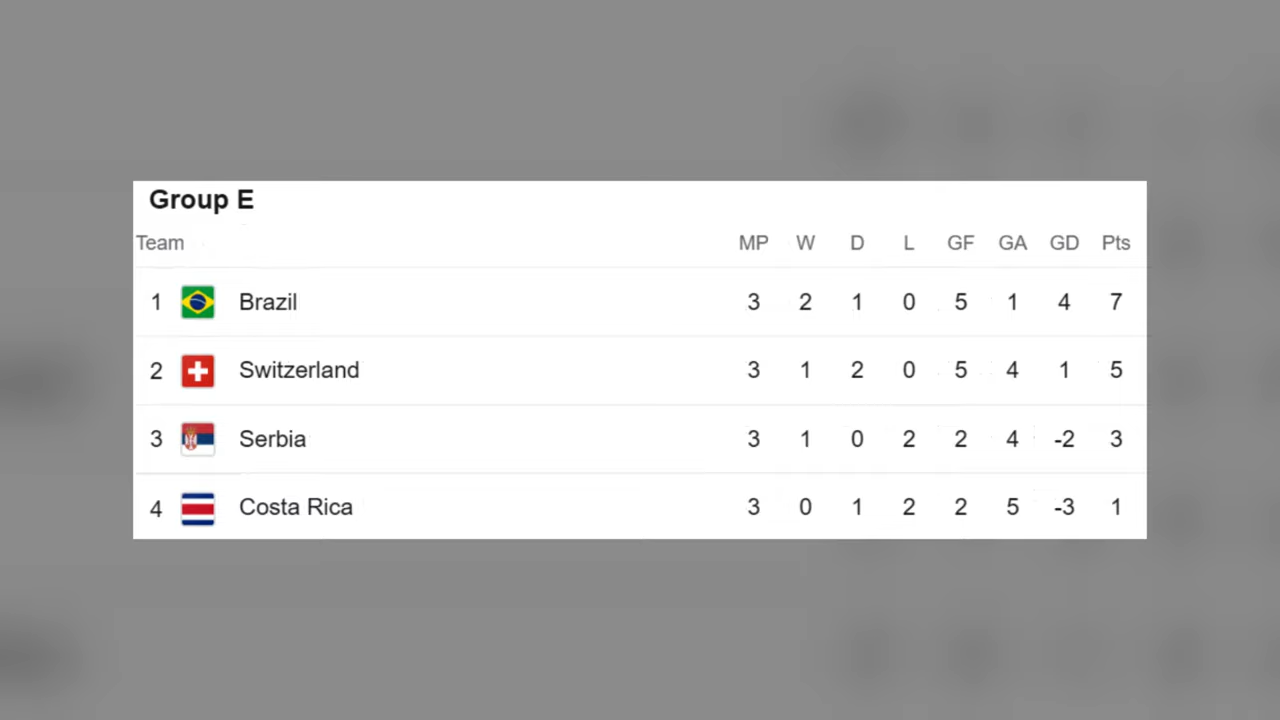 Group E
Team MP W D L GF GA GD Pts
1 Brazil 3 2 1 0 5 1 4 7
2 Switzerland 3 1 2 0 5 4 1 5
3 Serbia 3 1 0 2 2 4 -2 3
4 Costa Rica 3 0 1 2 2 5 -3 1